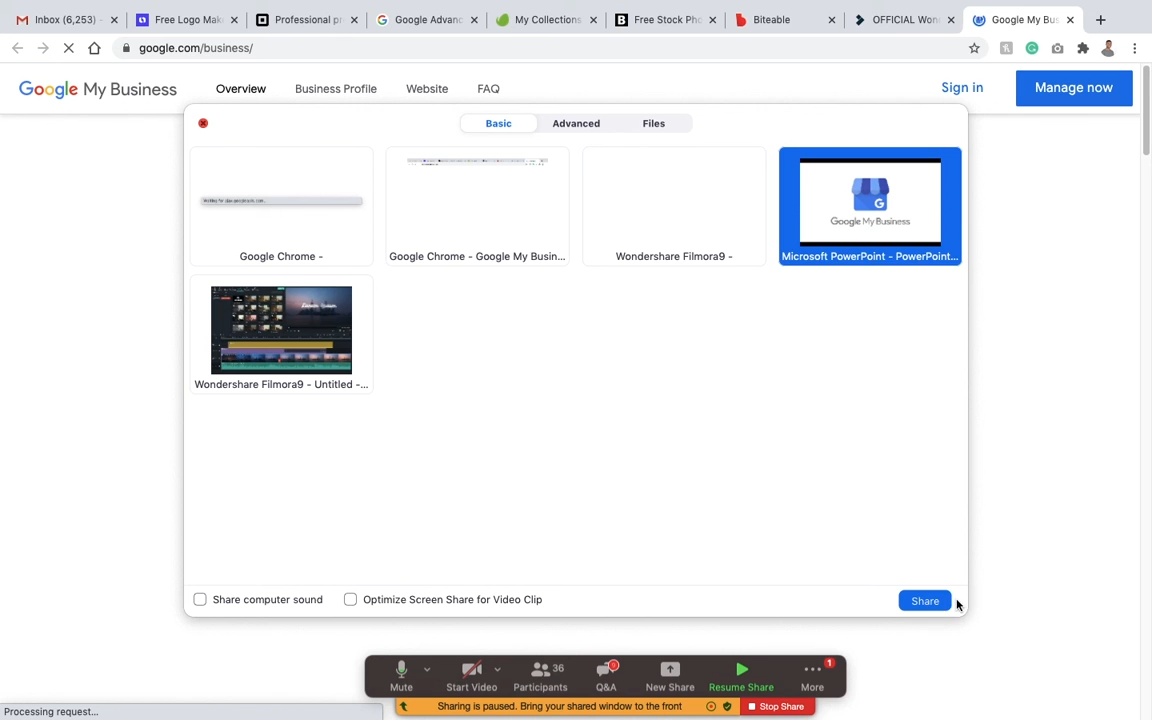 Inbox (6,253) -
Free Logo Mak
Professional pr
Google Advanc
My Collections
Free Stock Pho
Biteable
OFFICIAL Won
Google My Bus
google.com/business/
Google My Business
Overview
Business Profile
Website
FAQ
Sign in
Manage now
Basic
Advanced
Files
Google Chrome -
Google Chrome - Google My Busin...
Wondershare Filmora9 -
Google My Business
Microsoft PowerPoint - PowerPoint...
Wondershare Filmora9 - Untitled -...
Share computer sound
Optimize Screen Share for Video Clip
Share
36
1
Mute
Start Video
Participants
Q&A
New Share
Resume Share
More
Sharing is paused. Bring your shared window to the front
Stop Share
Processing request...